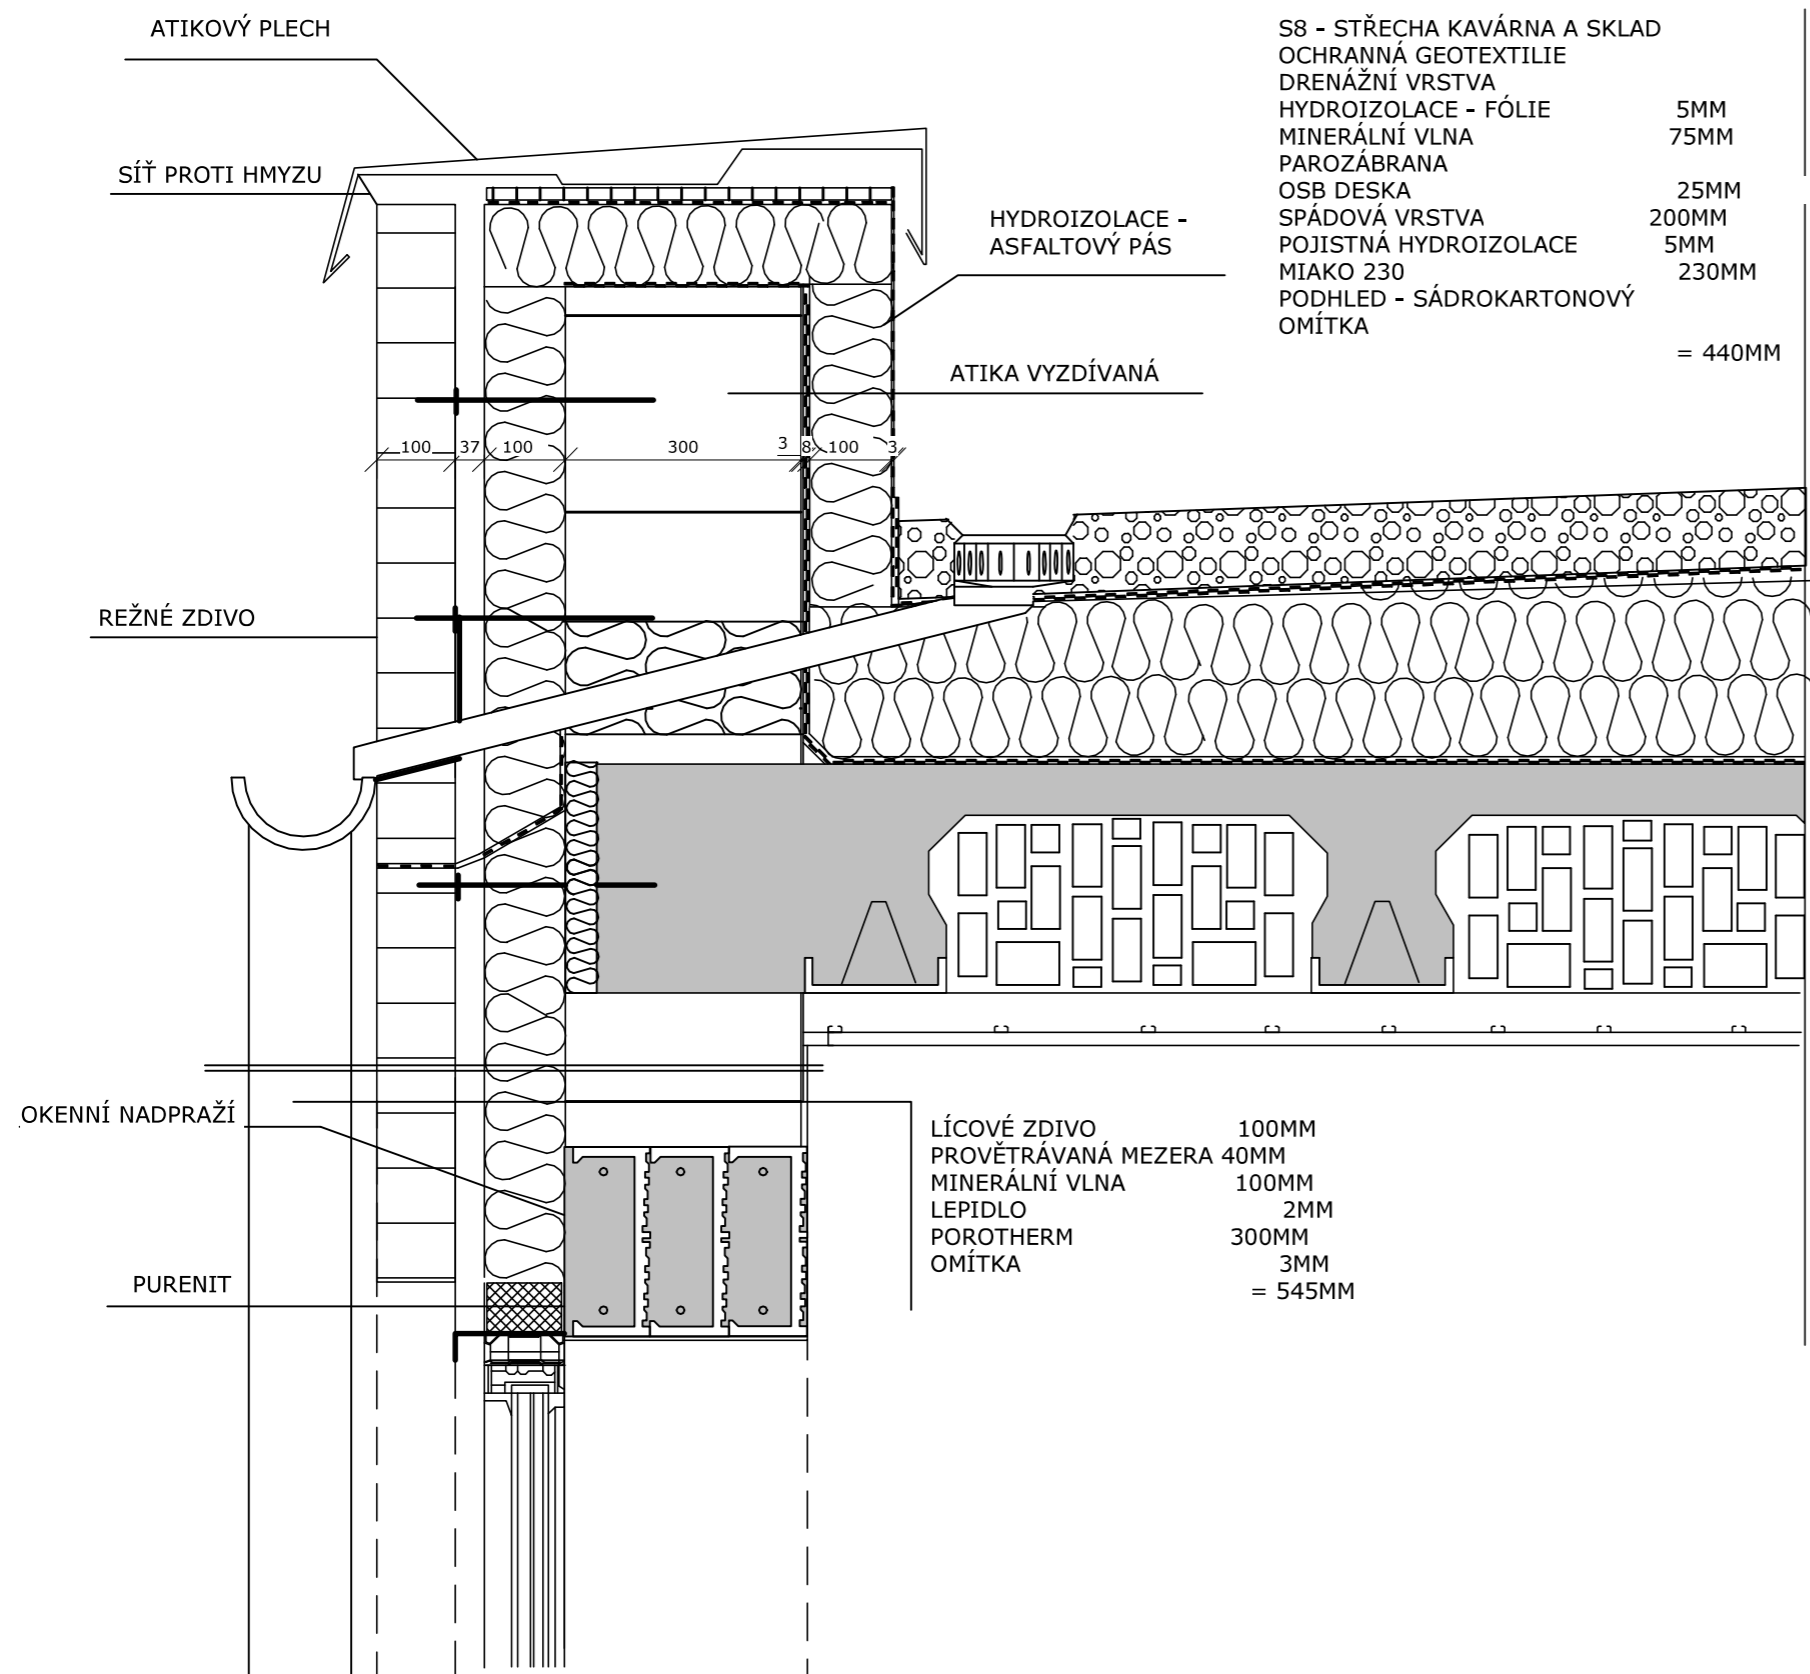 ATIKOVÝ PLECH
SÍŤ PROTI HMYZU
S8 - STŘECHA KAVÁRNA A SKLAD
OCHRANNÁ GEOTEXTILIE
DRENÁŽNÍ VRSTVA
HYDROIZOLACE - FÓLIE 5MM
MINERÁLNÍ VLNA 75MM
PAROZÁBRANA
OSB DESKA 25MM
SPÁDOVÁ VRSTVA 200MM
POJISTNÁ HYDROIZOLACE 5MM
MIAKO 230 230MM
PODHLED - SÁDROKARTONOVÝ
OMÍTKA
= 440MM
HYDROIZOLACE -
ASFALTOVÝ PÁS
ATIKA VYZDÍVANÁ
100 37 100 300 3 8 100 3
REŽNÉ ZDIVO
OKENNÍ NADPRAŽÍ
LÍCOVÉ ZDIVO 100MM
PROVĚTRÁVANÁ MEZERA 40MM
MINERÁLNÍ VLNA 100MM
LEPIDLO 2MM
POROTHERM 300MM
OMÍTKA 3MM
= 545MM
PURENIT